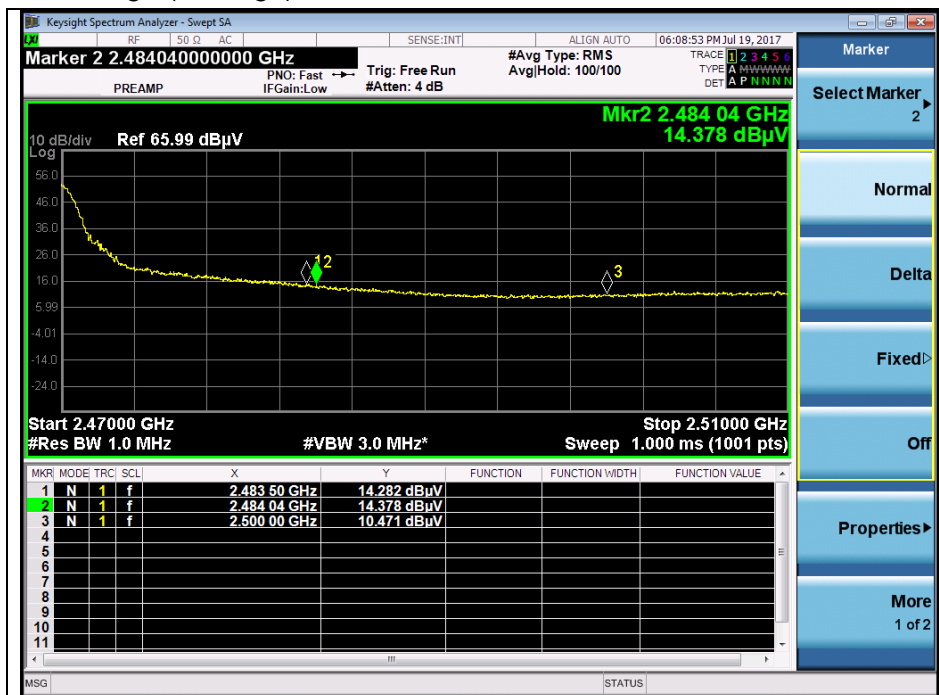 Keysight Spectrum Analyzer - Swept SA
LXI RF 50 Ω AC SENSE:INT ALIGN AUTO 06:08:53 PM Jul 19, 2017
Marker 2 2.484040000000 GHz
PREAMP
PNO: Fast
IFGain:Low
Trig: Free Run
#Atten: 4 dB
#Avg Type: RMS
Avg|Hold: 100/100
TRACE 1 2 3 4 5 6
TYPE A MWWWWW
DET A P N N N N
Mkr2 2.484 04 GHz
14.378 dBµV
10 dB/div Ref 65.99 dBµV
Log
56.0
46.0
36.0
26.0
16.0
5.99
-4.01
-14.0
-24.0
1 2 3
Start 2.47000 GHz Stop 2.51000 GHz
#Res BW 1.0 MHz #VBW 3.0 MHz* Sweep 1.000 ms (1001 pts)
MKR MODE TRC SCL X Y FUNCTION FUNCTION WIDTH FUNCTION VALUE
1 N 1 f 2.483 50 GHz 14.282 dBµV
2 N 1 f 2.484 04 GHz 14.378 dBµV
3 N 1 f 2.500 00 GHz 10.471 dBµV
4
5
6
7
8
9
10
11
MSG STATUS
Marker
Select Marker
2
Normal
Delta
Fixed
Off
Properties
More
1 of 2